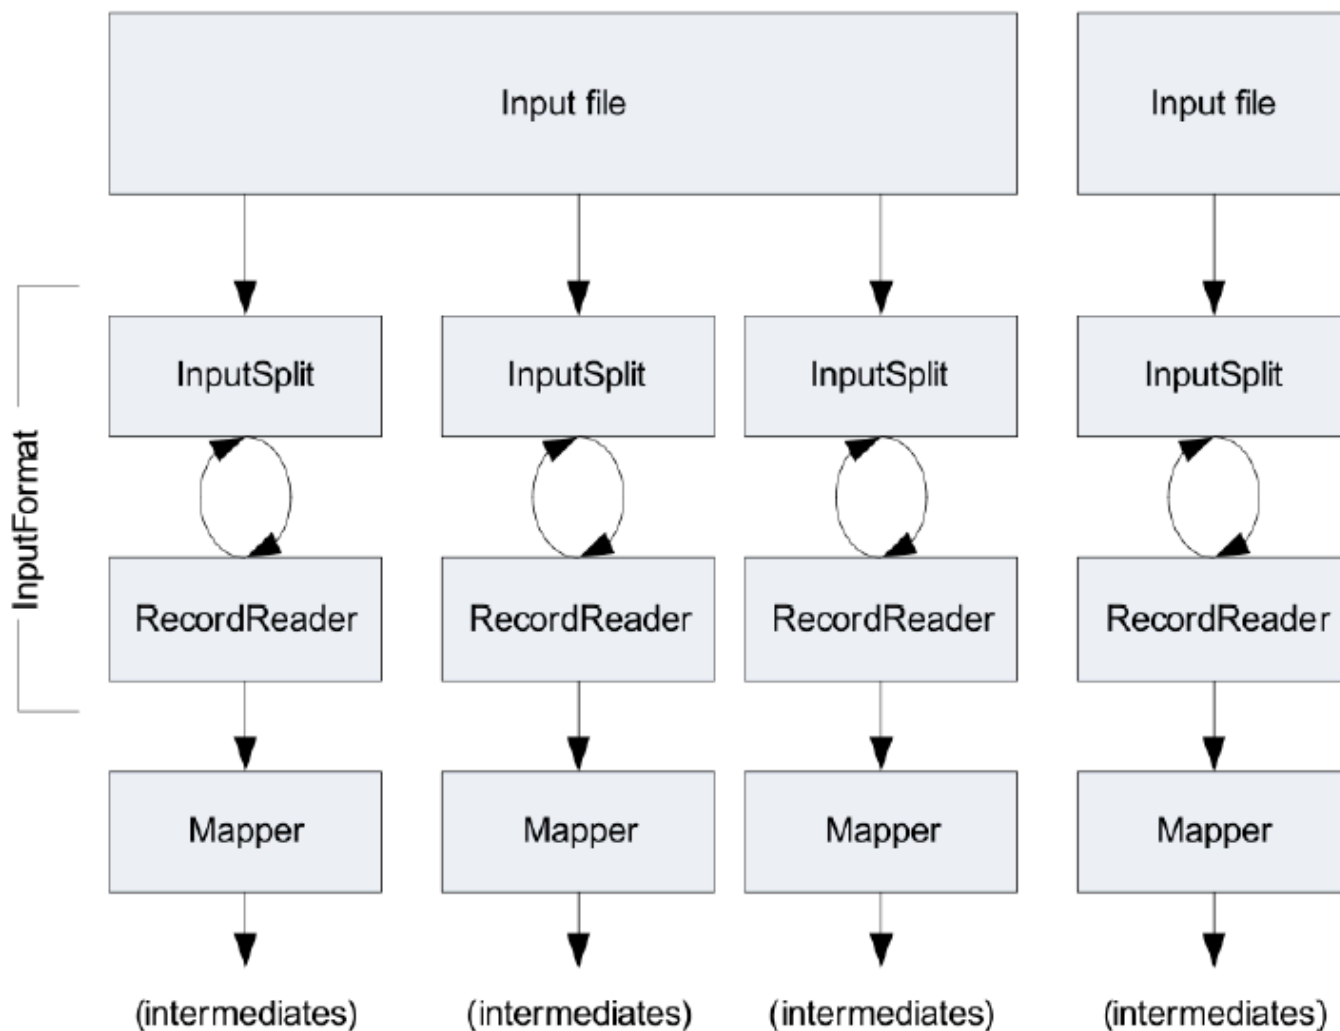 Input file
Input file
InputSplit
InputSplit
InputSplit
InputSplit
InputFormat
RecordReader
RecordReader
RecordReader
RecordReader
Mapper
Mapper
Mapper
Mapper
(intermediates)
(intermediates)
(intermediates)
(intermediates)